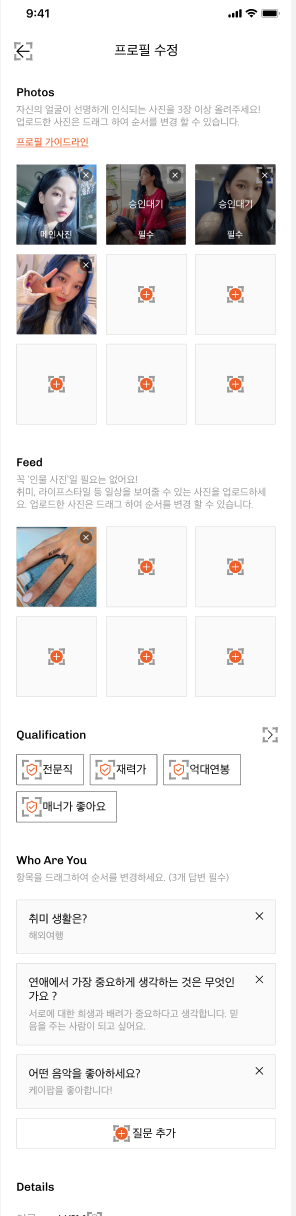 9:41
프로필 수정
Photos
자신의 얼굴이 선명하게 인식되는 사진을 3장 이상 올려주세요!
업로드한 사진은 드래그 하여 순서를 변경 할 수 있습니다.
프로필 가이드라인
메인사진
승인대기
필수
승인대기
필수
Feed
꼭 '인물 사진'일 필요는 없어요!
취미, 라이프스타일 등 일상을 보여줄 수 있는 사진을 업로드하세
요. 업로드한 사진은 드래그 하여 순서를 변경 할 수 있습니다.
Qualification
전문직
재력가
억대연봉
매너가 좋아요
Who Are You
항목을 드래그하여 순서를 변경하세요. (3개 답변 필수)
취미 생활은?
해외여행
연애에서 가장 중요하게 생각하는 것은 무엇인
가요 ?
서로에 대한 희생과 배려가 중요하다고 생각합니다. 믿
음을 주는 사람이 되고 싶어요.
어떤 음악을 좋아하세요?
케이팝을 좋아합니다!
질문 추가
Details